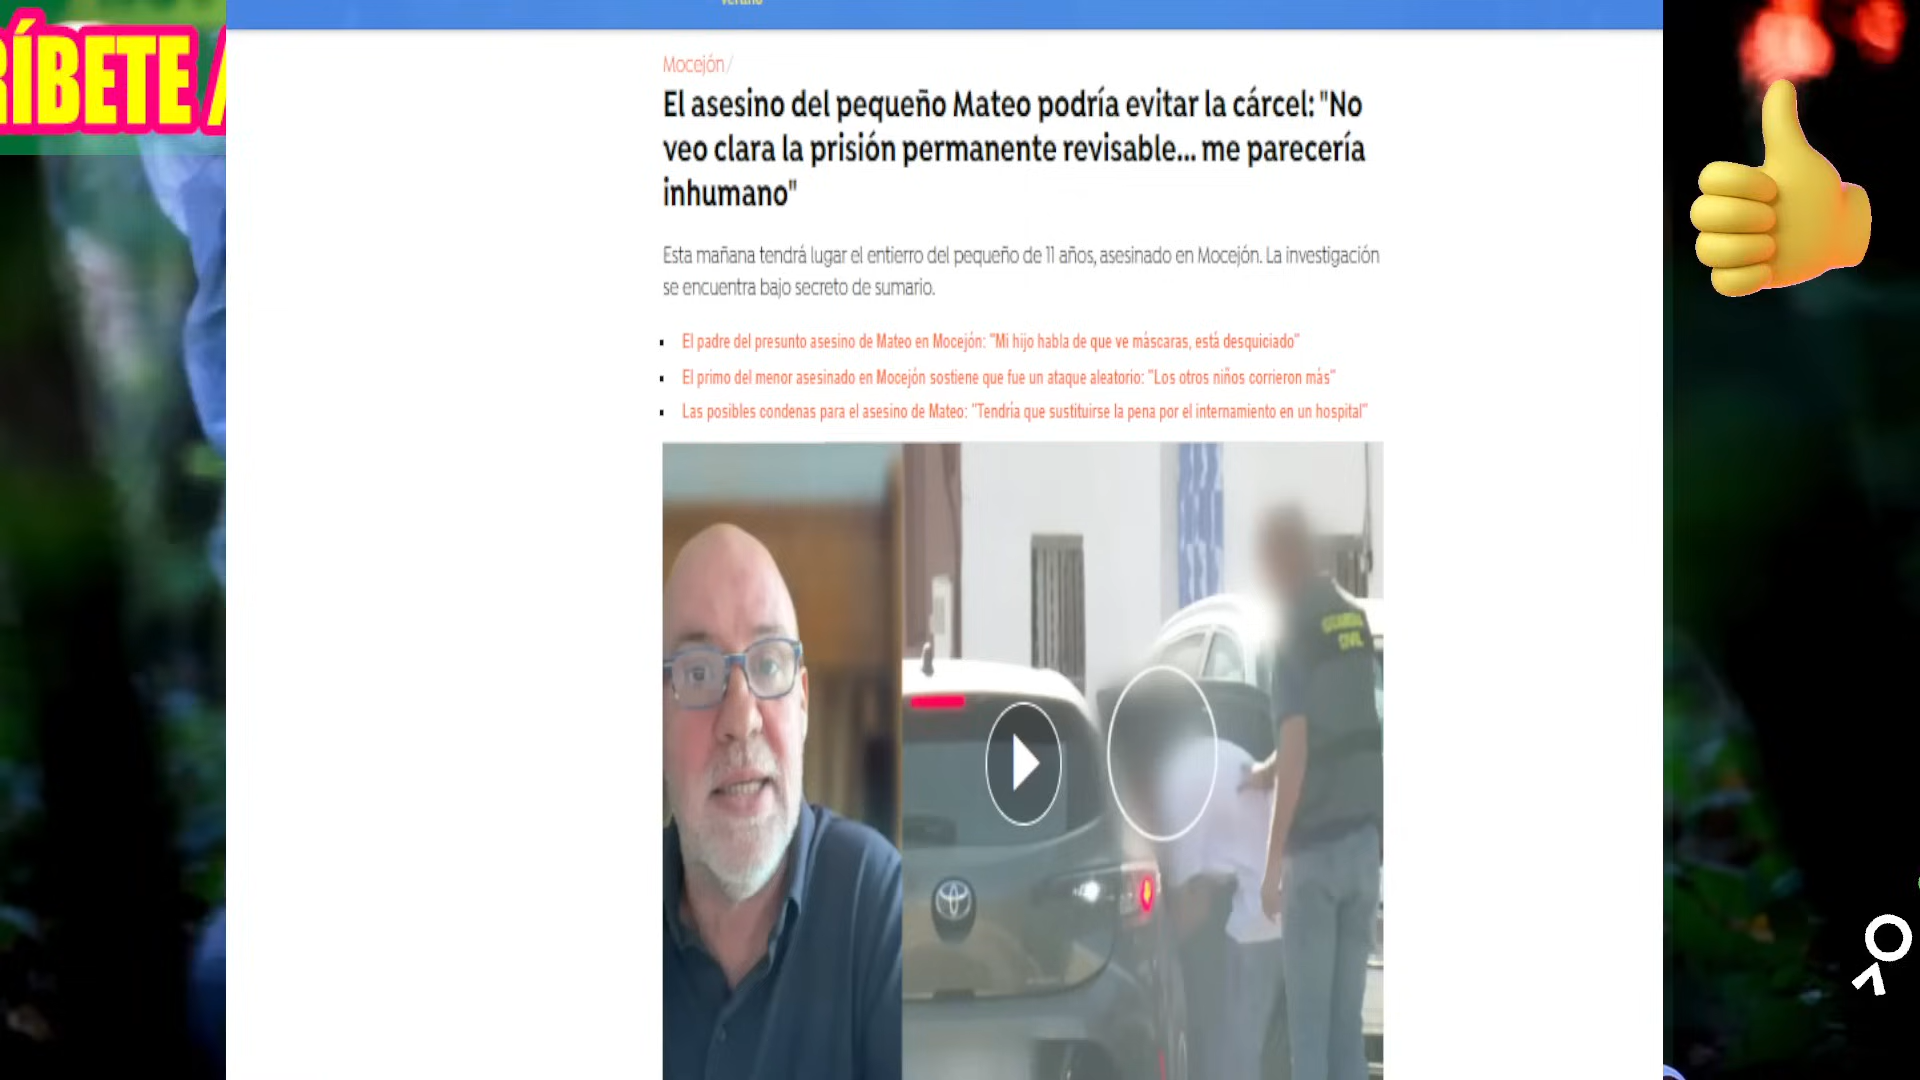 verano
RÍBETE /
Mocejón/
El asesino del pequeño Mateo podría evitar la cárcel: "No
veo clara la prisión permanente revisable... me parecería
inhumano"
Esta mañana tendrá lugar el entierro del pequeño de 11 años, asesinado en Mocejón. La investigación
se encuentra bajo secreto de sumario.
El padre del presunto asesino de Mateo en Mocejón: "Mi hijo habla de que ve máscaras, está desquiciado"
El primo del menor asesinado en Mocejón sostiene que fue un ataque aleatorio: "Los otros niños corrieron más"
Las posibles condenas para el asesino de Mateo: "Tendría que sustituirse la pena por el internamiento en un hospital"
GUARDIA
CIVIL